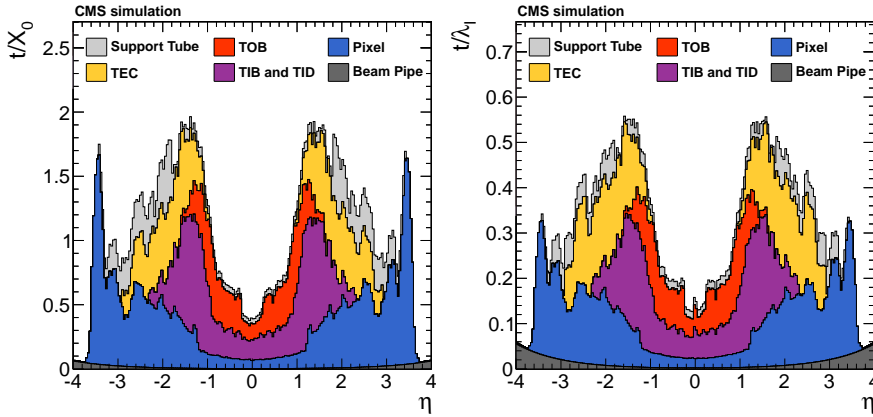 CMS simulation
t/X0
2.5
2
1.5
1
0.5
0
Support Tube
TOB
Pixel
TEC
TIB and TID
Beam Pipe
-4 -3 -2 -1 0 1 2 3 4
η
CMS simulation
t/λI
0.7
0.6
0.5
0.4
0.3
0.2
0.1
0
Support Tube
TOB
Pixel
TEC
TIB and TID
Beam Pipe
-4 -3 -2 -1 0 1 2 3 4
η